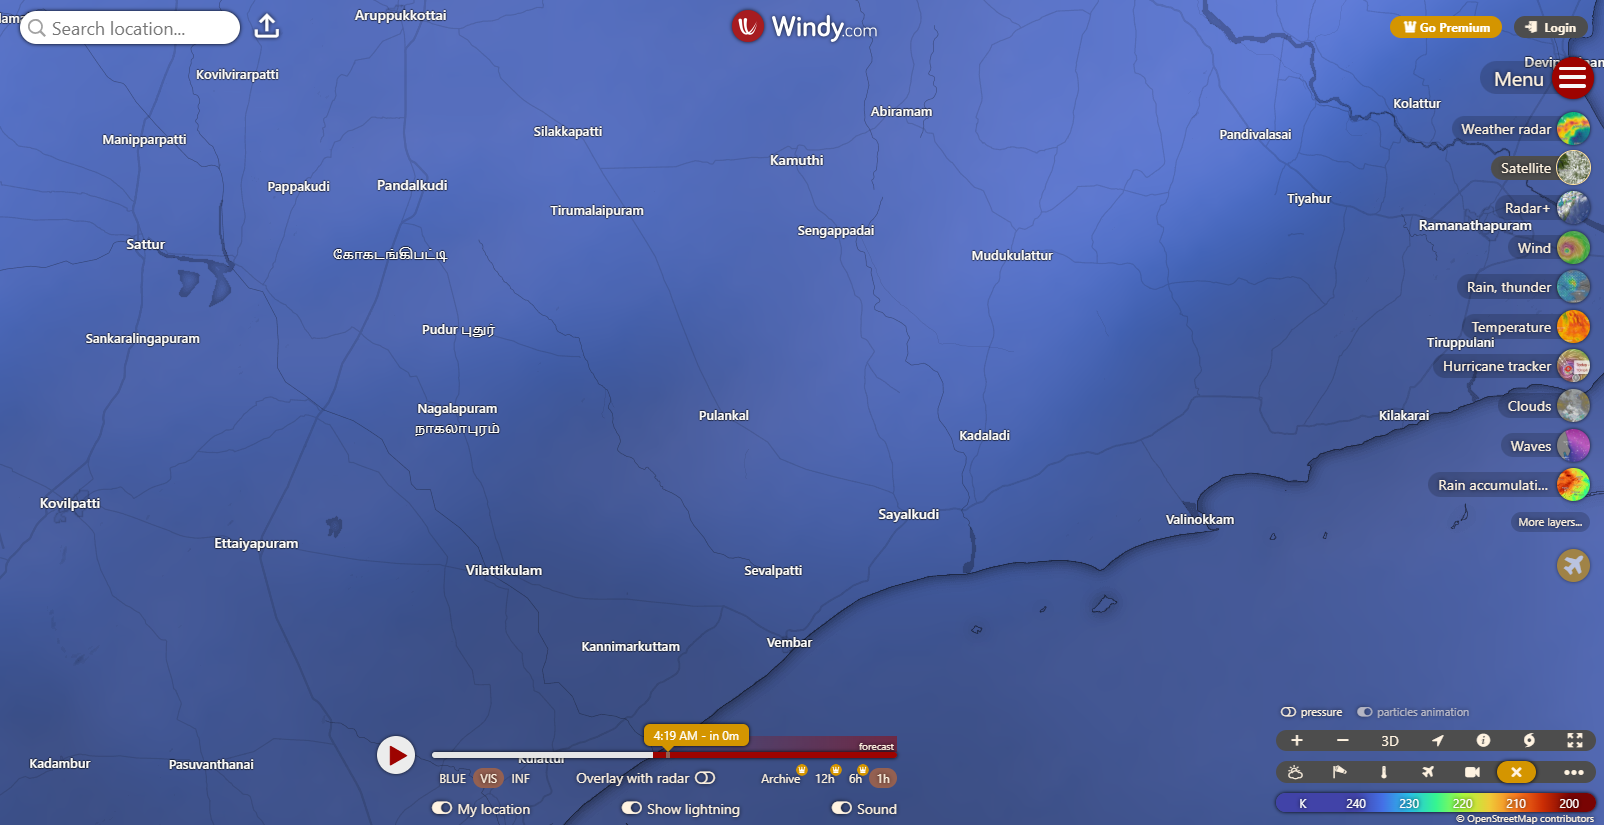 Aruppukkottai
Search location...
Windy.com
Go Premium
Login
Kovilvirarpatti
Menu
Kolattur
Abiramam
Manipparpatti
Silakkapatti
Pandivalasai
Weather radar
Kamuthi
Satellite
Pappakudi
Pandalkudi
Tirumalaipuram
Tiyahur
Radar+
Sengappadai
Ramanathapuram
Sattur
கோகடங்கிபட்டி
Mudukulattur
Wind
Rain, thunder
Sankaralingapuram
Pudur புதூர்
Temperature
Tiruppulani
Hurricane tracker
Nagalapuram
நாகலாபுரம்
Pulankal
Kadaladi
Kilakarai
Clouds
Waves
Rain accumulati...
Kovilpatti
Sayalkudi
Valinokkam
More layers...
Ettaiyapuram
Vilattikulam
Sevalpatti
Kannimarkuttam
Vembar
pressure
particles animation
4:19 AM - in 0m
forecast
3D
Kadambur
Pasuvanthanai
BLUE VIS INF
Overlay with radar
Archive 12h 6h 1h
My location
Show lightning
Sound
K 240 230 220 210 200
© OpenStreetMap contributors